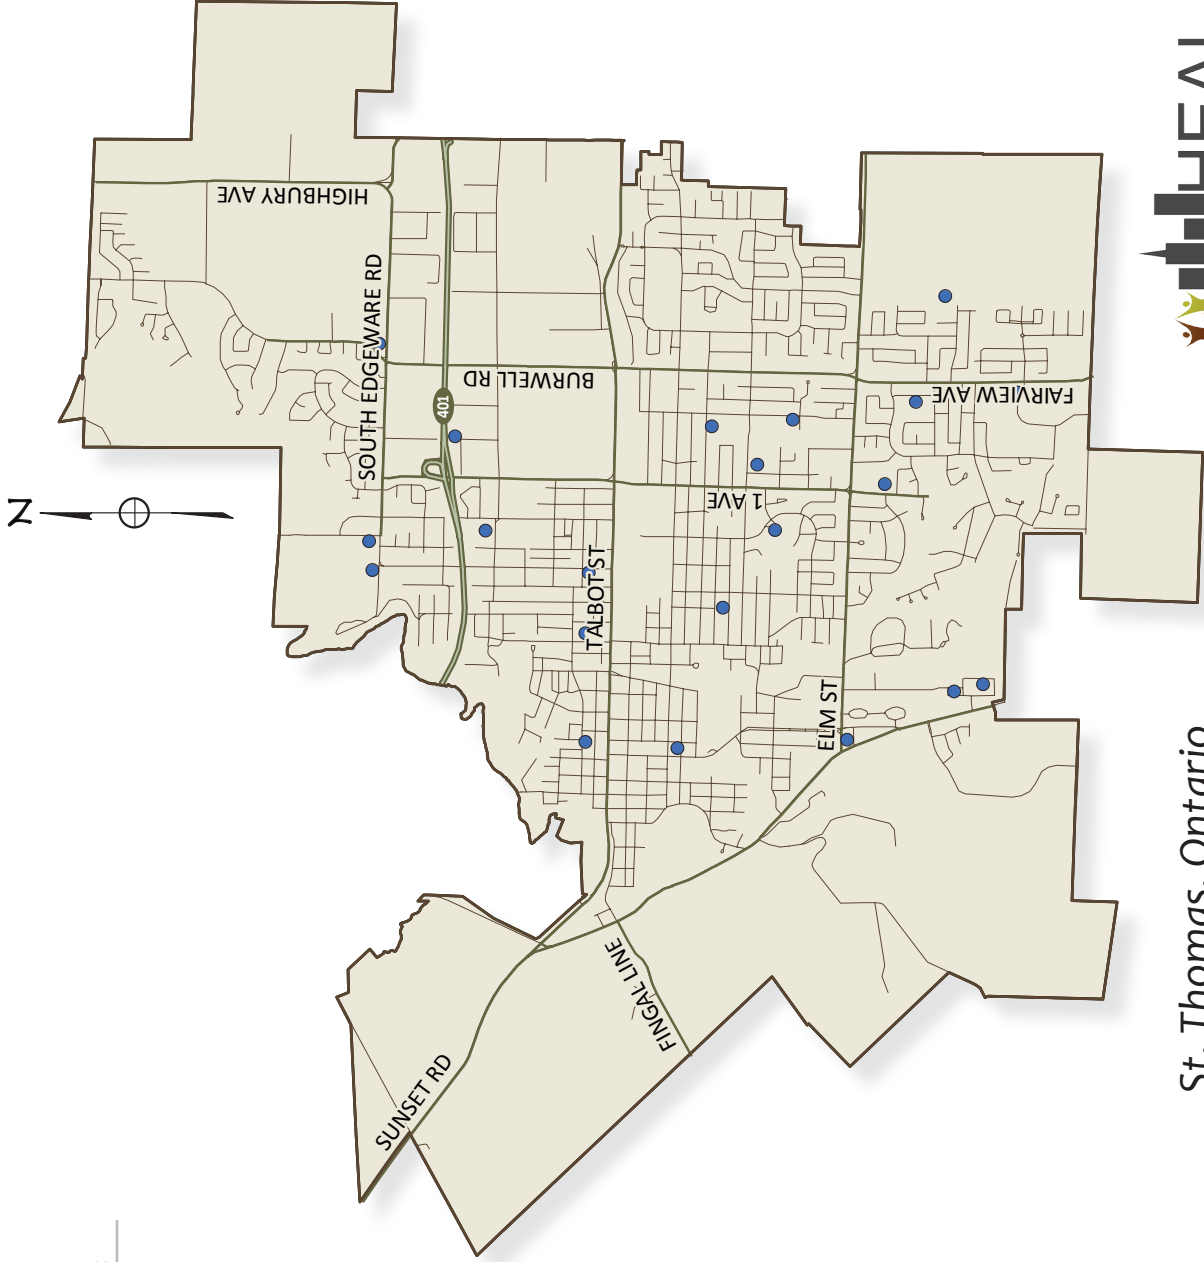 N
HIGHBURY AVE
SOUTH EDGEWARE RD
401
BURWELL RD
FAIRVIEW AVE
1 AVE
TALBOT ST
ELM ST
FINGAL LINE
SUNSET RD
HEAL
St. Thomas, Ontario